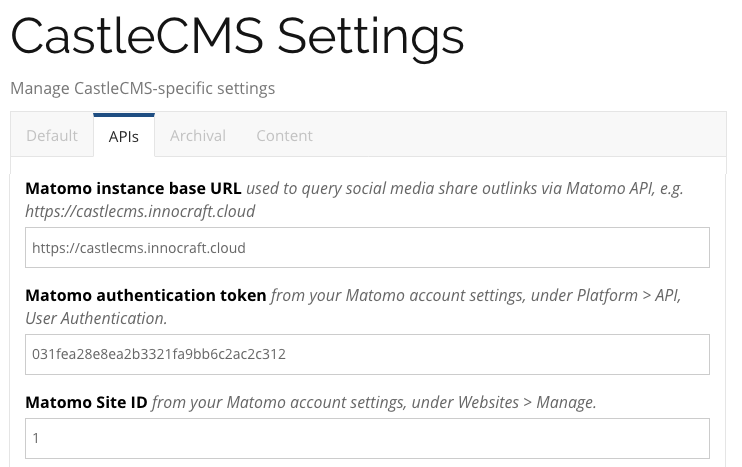 CastleCMS Settings
Manage CastleCMS-specific settings
Default APIs Archival Content
Matomo instance base URL used to query social media share outlinks via Matomo API, e.g.
https://castlecms.innocraft.cloud
https://castlecms.innocraft.cloud
Matomo authentication token from your Matomo account settings, under Platform > API,
User Authentication.
031fea28e8ea2b3321fa9bb6c2ac2c312
Matomo Site ID from your Matomo account settings, under Websites > Manage.
1